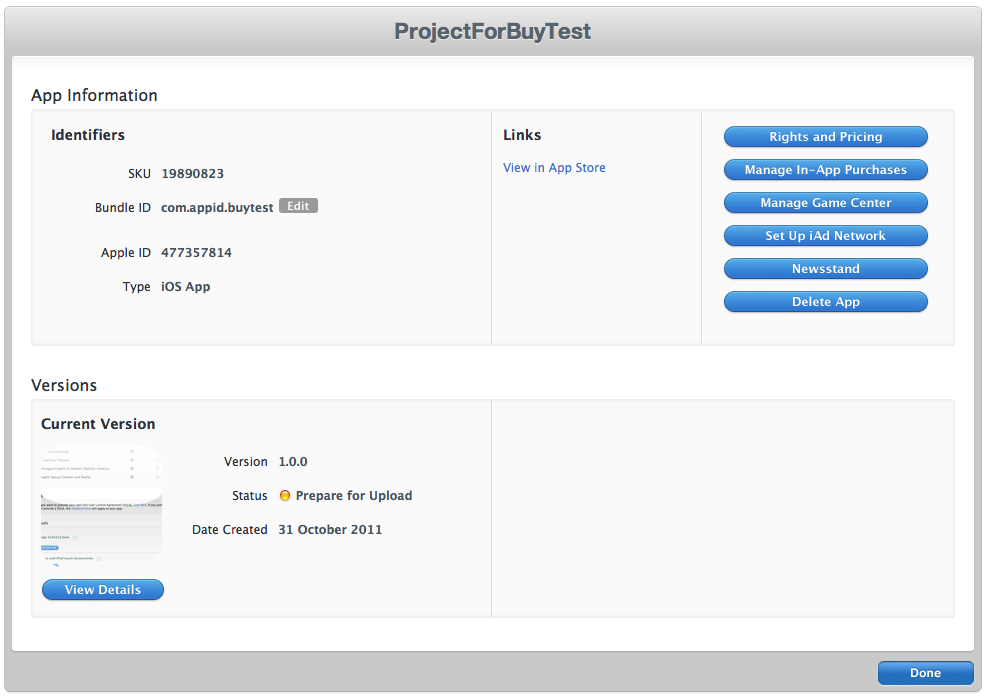 ProjectForBuyTest
App Information
Identifiers
SKU 19890823
Bundle ID com.appid.buytest Edit
Apple ID 477357814
Type iOS App
Links
View in App Store
Rights and Pricing
Manage In-App Purchases
Manage Game Center
Set Up iAd Network
Newsstand
Delete App
Versions
Current Version
Version 1.0.0
Status Prepare for Upload
Date Created 31 October 2011
View Details
Done